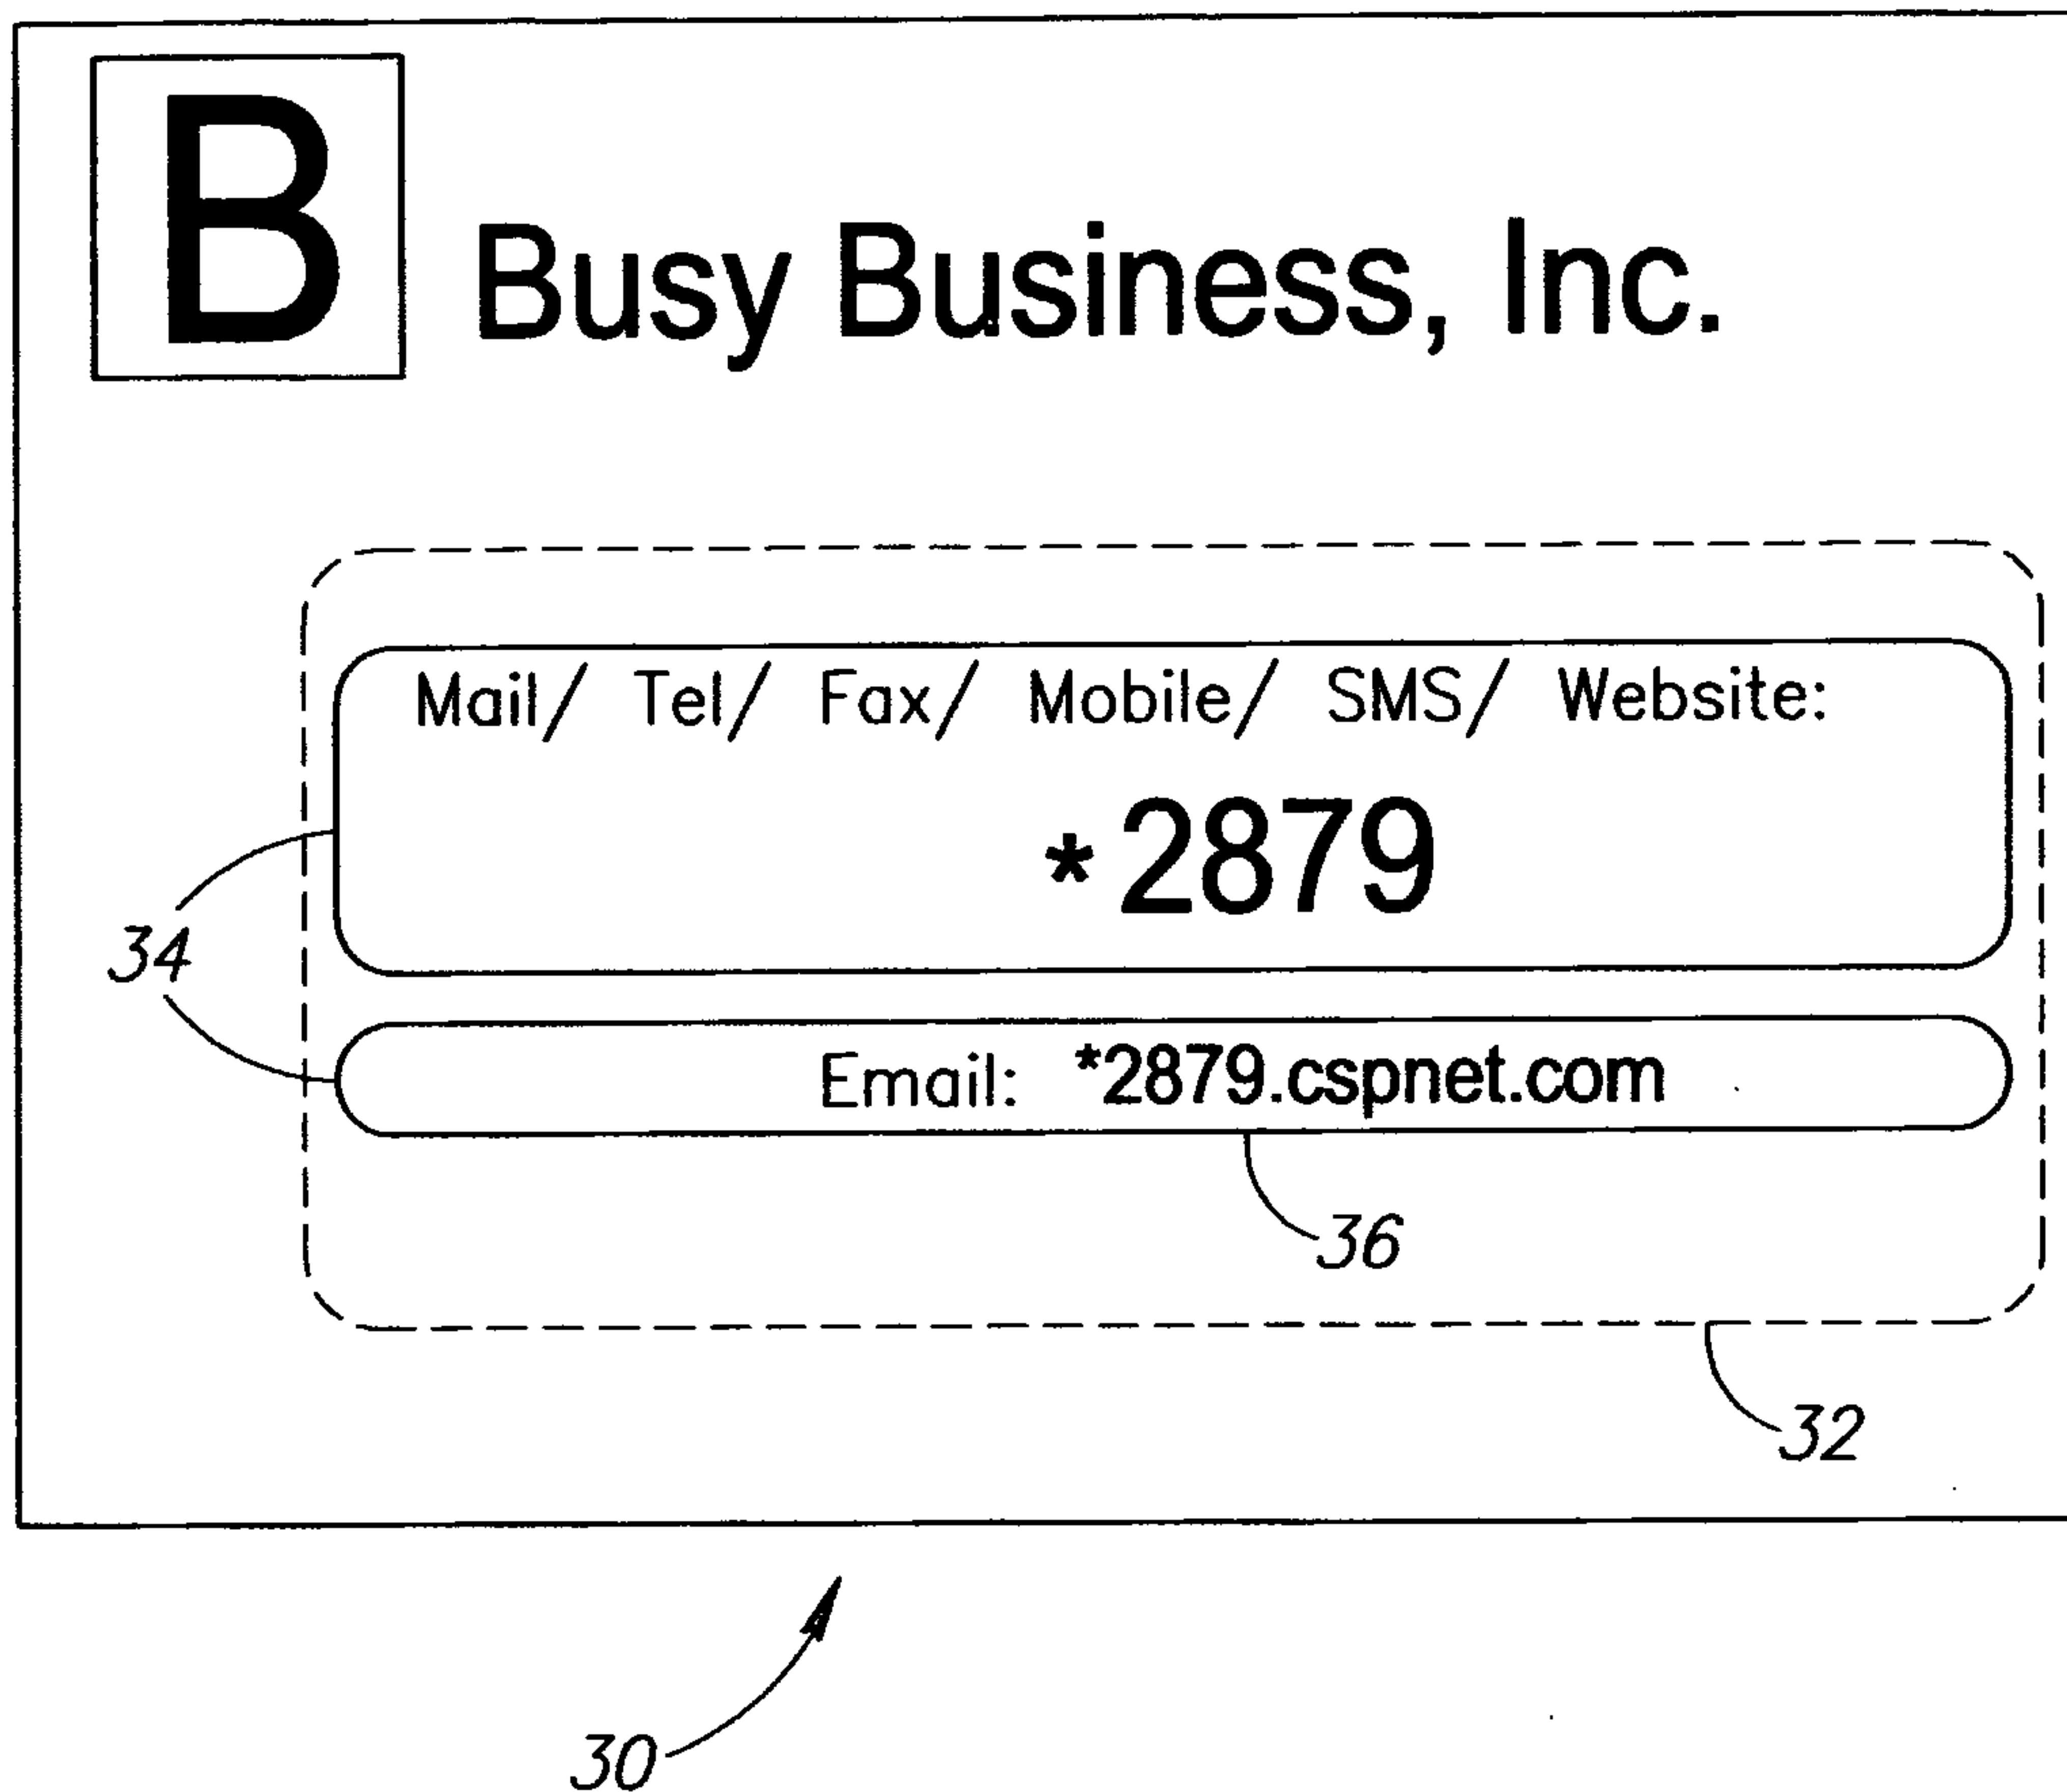 B
Busy Business, Inc.
Mail/ Tel/ Fax/ Mobile/ SMS/ Website:
*2879
34
Email: *2879.cspnet.com
36
32
30